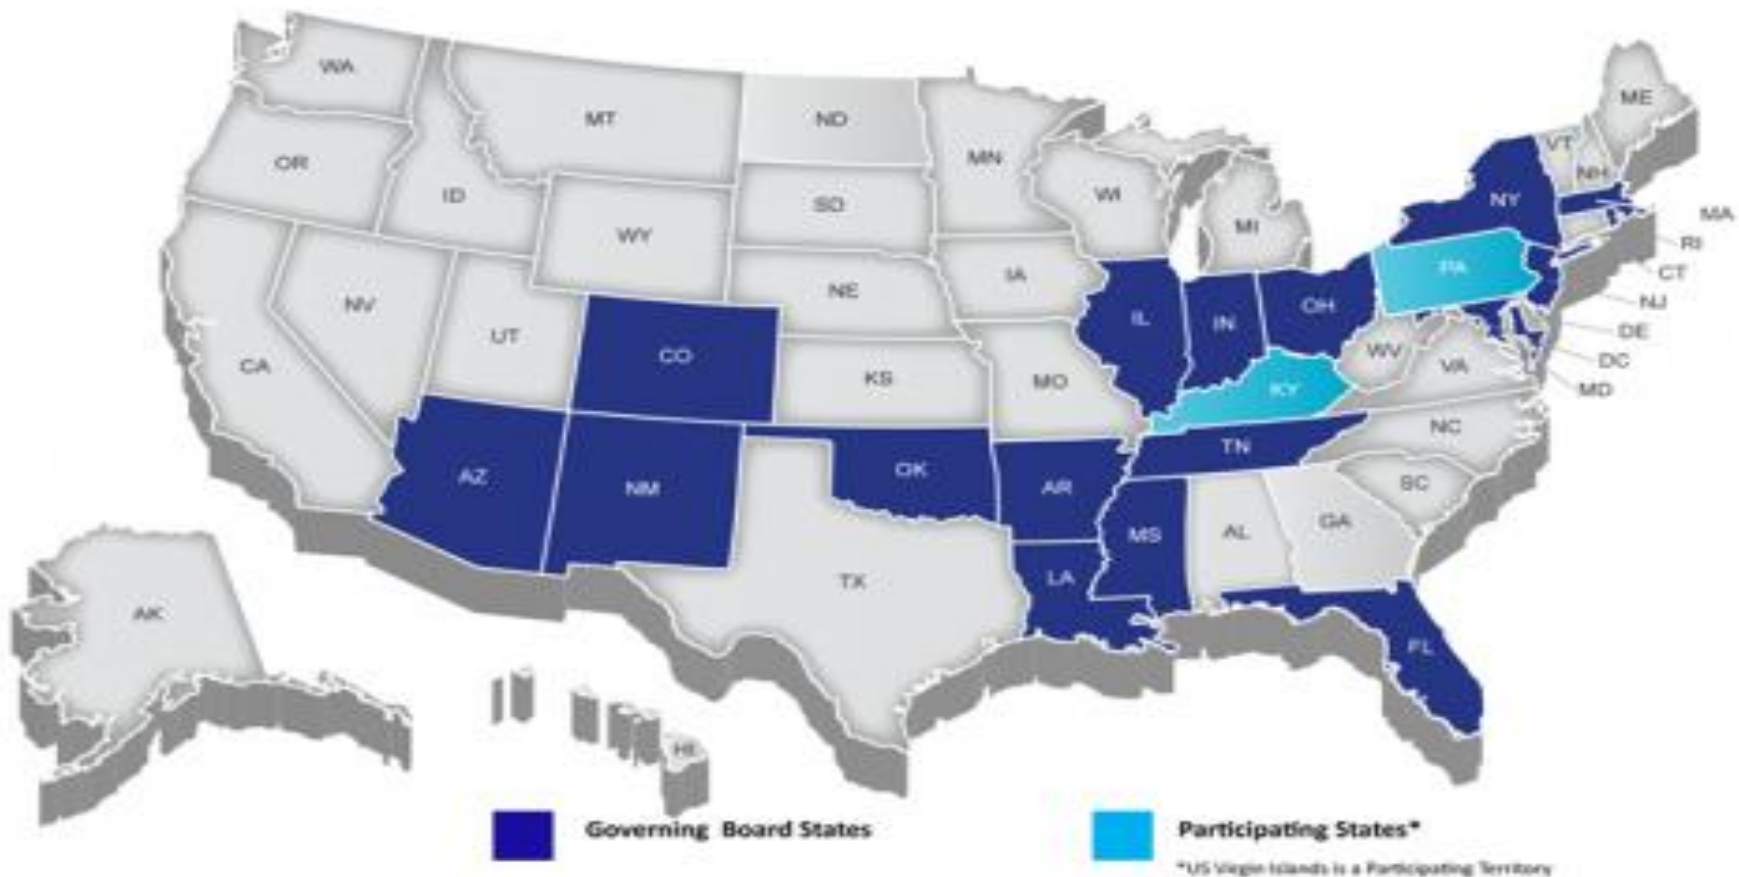 WA
MT
ND
MN
ME
OR
ID
SD
WI
MI
VT
NH
NY
MA
WY
IA
RI
CT
NV
UT
NE
PA
NJ
CA
CO
KS
MO
IL
IN
OH
DE
WV
VA
DC
MD
KY
AZ
NM
OK
AR
TN
NC
SC
MS
AL
GA
AK
TX
LA
FL
HI
Governing Board States
Participating States*
*US Virgin Islands is a Participating Territory